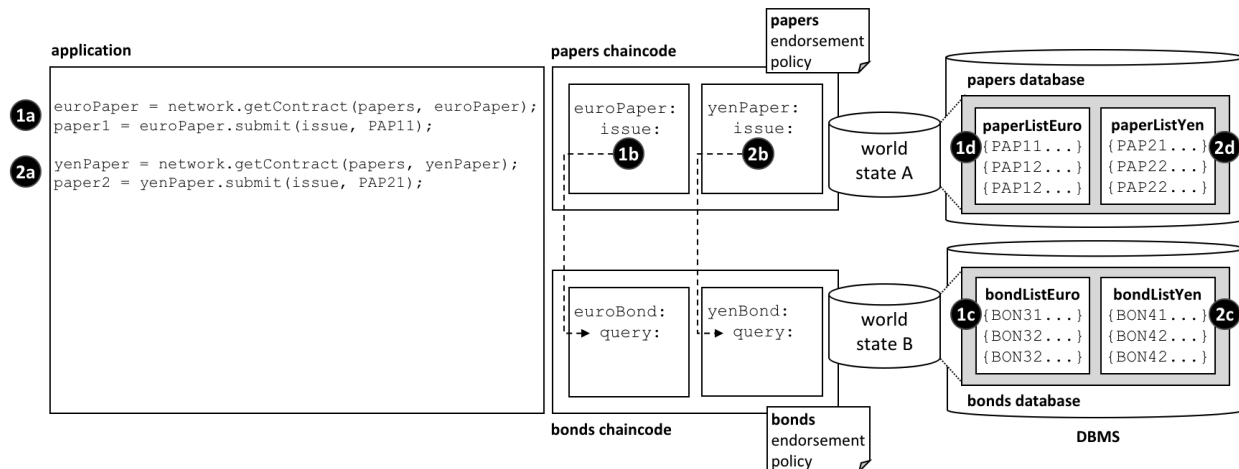 application
1a
euroPaper = network.getContract(papers, euroPaper);
paper1 = euroPaper.submit(issue, PAP11);
2a
yenPaper = network.getContract(papers, yenPaper);
paper2 = yenPaper.submit(issue, PAP21);
papers chaincode
papers
endorsement
policy
euroPaper:
issue:
1b
yenPaper:
issue:
2b
euroBond:
query:
yenBond:
query:
bonds chaincode
bonds
endorsement
policy
world
state A
world
state B
papers database
1d
paperListEuro
{PAP11...}
{PAP12...}
{PAP12...}
paperListYen
{PAP21...}
{PAP22...}
{PAP22...}
2d
1c
bondListEuro
{BON31...}
{BON32...}
{BON32...}
bondListYen
{BON41...}
{BON42...}
{BON42...}
2c
bonds database
DBMS